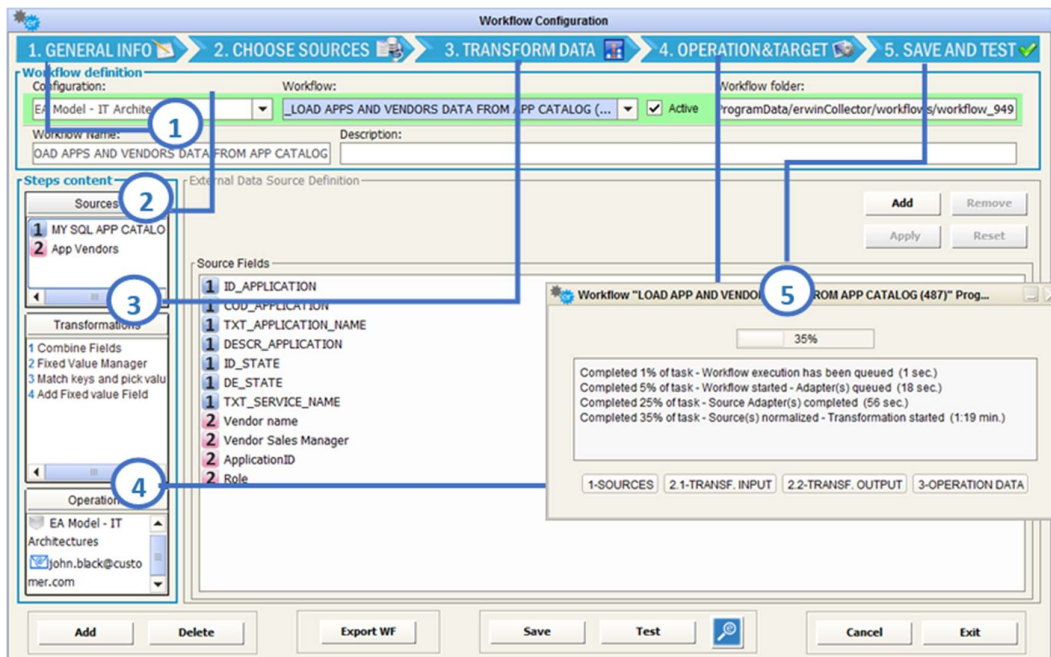 Workflow Configuration
1. GENERAL INFO 2. CHOOSE SOURCES 3. TRANSFORM DATA 4. OPERATION&TARGET 5. SAVE AND TEST
Workflow definition
Configuration: Workflow: Workflow folder:
EA Model - IT Archite _LOAD APPS AND VENDORS DATA FROM APP CATALOG (... Active ProgramData/erwinCollector/workflows/workflow_949
1
Workflow Name: Description:
OAD APPS AND VENDORS DATA FROM APP CATALOG
Steps content External Data Source Definition
Sources
2
Add Remove
1 MY SQL APP CATALO
2 App Vendors
Apply Reset
Source Fields
1 ID_APPLICATION
3
5
1 COD_APPLICATION
Workflow "LOAD APP AND VENDO FROM APP CATALOG (487)" Prog...
Transformations
1 TXT_APPLICATION_NAME
1 DESCR_APPLICATION
1 ID_STATE
1 DE_STATE
1 TXT_SERVICE_NAME
2 Vendor name
2 Vendor Sales Manager
2 ApplicationID
2 Role
1 Combine Fields
2 Fixed Value Manager
3 Match keys and pick valu
4 Add Fixed value Field
35%
Completed 1% of task - Workflow execution has been queued (1 sec.)
Completed 5% of task - Workflow started - Adapter(s) queued (18 sec.)
Completed 25% of task - Source Adapter(s) completed (56 sec.)
Completed 35% of task - Source(s) normalized - Transformation started (1:19 min.)
1-SOURCES 2.1-TRANSF. INPUT 2.2-TRANSF. OUTPUT 3-OPERATION DATA
4
Operation
EA Model - IT
Architectures
john.black@custo
mer.com
Add Delete Export WF Save Test Cancel Exit